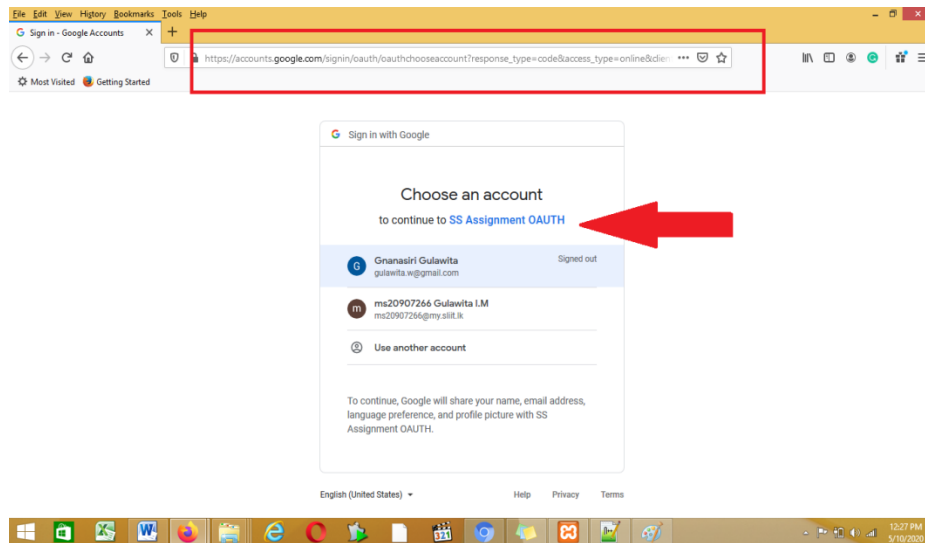 File Edit View History Bookmarks Tools Help
G Sign in - Google Accounts X +
https://accounts.google.com/signin/oauth/oauthchooseaccount?response_type=code&access_type=online&clien
Most Visited Getting Started
G Sign in with Google
Choose an account
to continue to SS Assignment OAUTH
G Gnanasiri Gulawita Signed out
gulawita.w@gmail.com
m ms20907266 Gulawita I.M
ms20907266@my.sliit.lk
Use another account
To continue, Google will share your name, email address,
language preference, and profile picture with SS
Assignment OAUTH.
English (United States) Help Privacy Terms
321
12:27 PM
5/10/2020